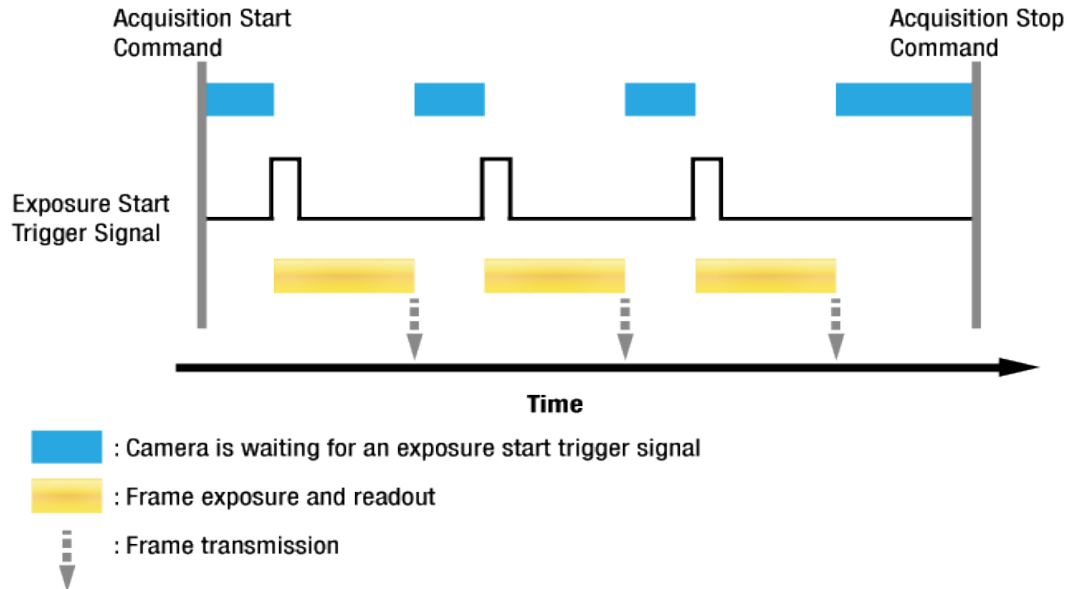 Acquisition Start
Command
Acquisition Stop
Command
Exposure Start
Trigger Signal
Time
: Camera is waiting for an exposure start trigger signal
: Frame exposure and readout
: Frame transmission